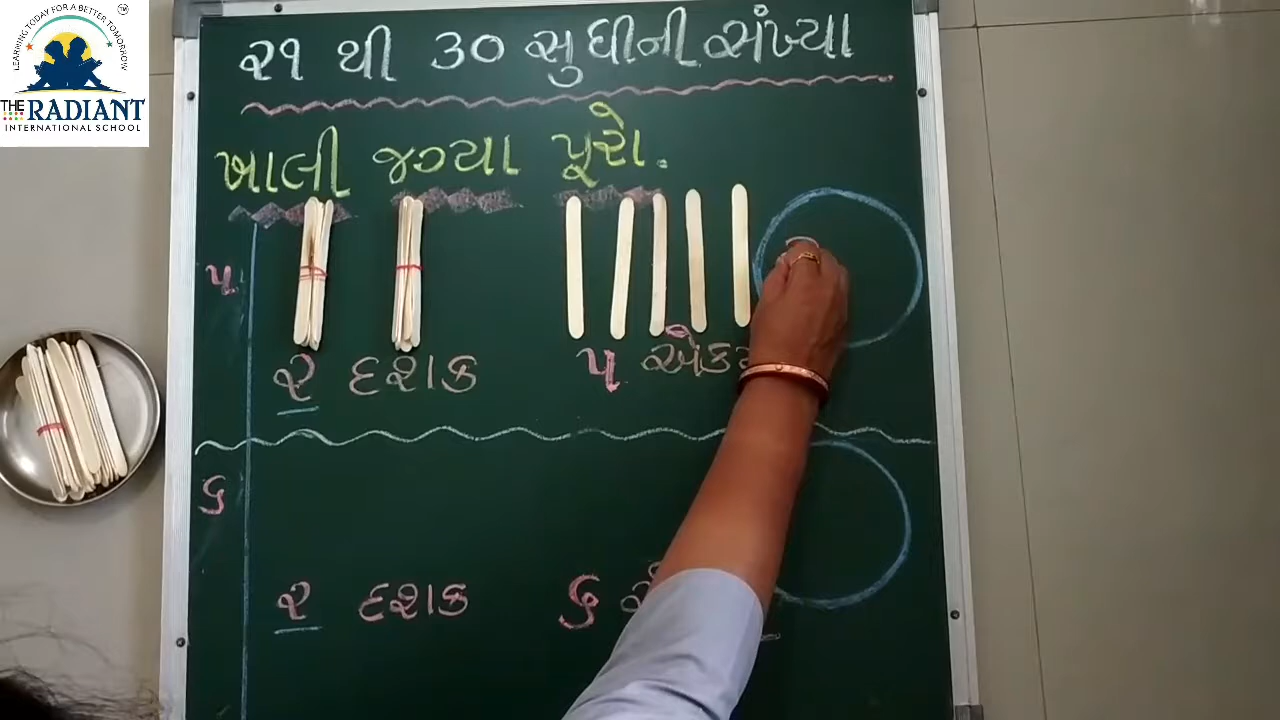 LEARNING TODAY FOR A BETTER TOMORROW
THE RADIANT
INTERNATIONAL SCHOOL
૨૧ થી ૩૦ સુધીની સંખ્યા
ખાલી જગ્યા પૂરો.
૫
૨ દશક ૫
૬
૨ દશક ૬